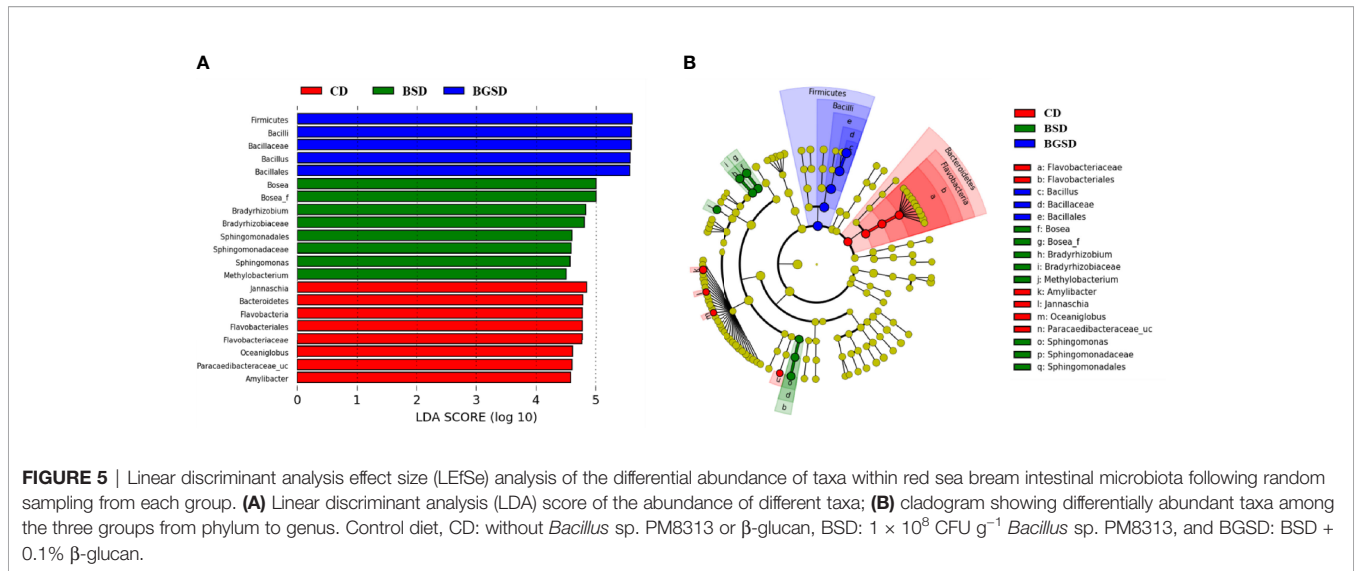 A
CD BSD BGSD
Firmicutes
Bacilli
Bacillaceae
Bacillus
Bacillales
Bosea
Bosea_f
Bradyrhizobium
Bradyrhizobiaceae
Sphingomonadales
Sphingomonadaceae
Sphingomonas
Methylobacterium
Jannaschia
Bacteroidetes
Flavobacteria
Flavobacteriales
Flavobacteriaceae
Oceaniglobus
Paracaedibacteraceae_uc
Amylibacter
0 1 2 3 4 5
LDA SCORE (log 10)
B
Firmicutes
Bacilli
e
d
Bacteroidetes
Flavobacteria
b
a
g
i
n
d
b
CD
BSD
BGSD
a: Flavobacteriaceae
b: Flavobacteriales
c: Bacillus
d: Bacillaceae
e: Bacillales
f: Bosea
g: Bosea_f
h: Bradyrhizobium
i: Bradyrhizobiaceae
j: Methylobacterium
k: Amylibacter
l: Jannaschia
m: Oceaniglobus
n: Paracaedibacteraceae_uc
o: Sphingomonas
p: Sphingomonadaceae
q: Sphingomonadales
FIGURE 5 | Linear discriminant analysis effect size (LEfSe) analysis of the differential abundance of taxa within red sea bream intestinal microbiota following random
sampling from each group. (A) Linear discriminant analysis (LDA) score of the abundance of different taxa; (B) cladogram showing differentially abundant taxa among
the three groups from phylum to genus. Control diet, CD: without Bacillus sp. PM8313 or β-glucan, BSD: 1 × 10⁸ CFU g⁻¹ Bacillus sp. PM8313, and BGSD: BSD +
0.1% β-glucan.